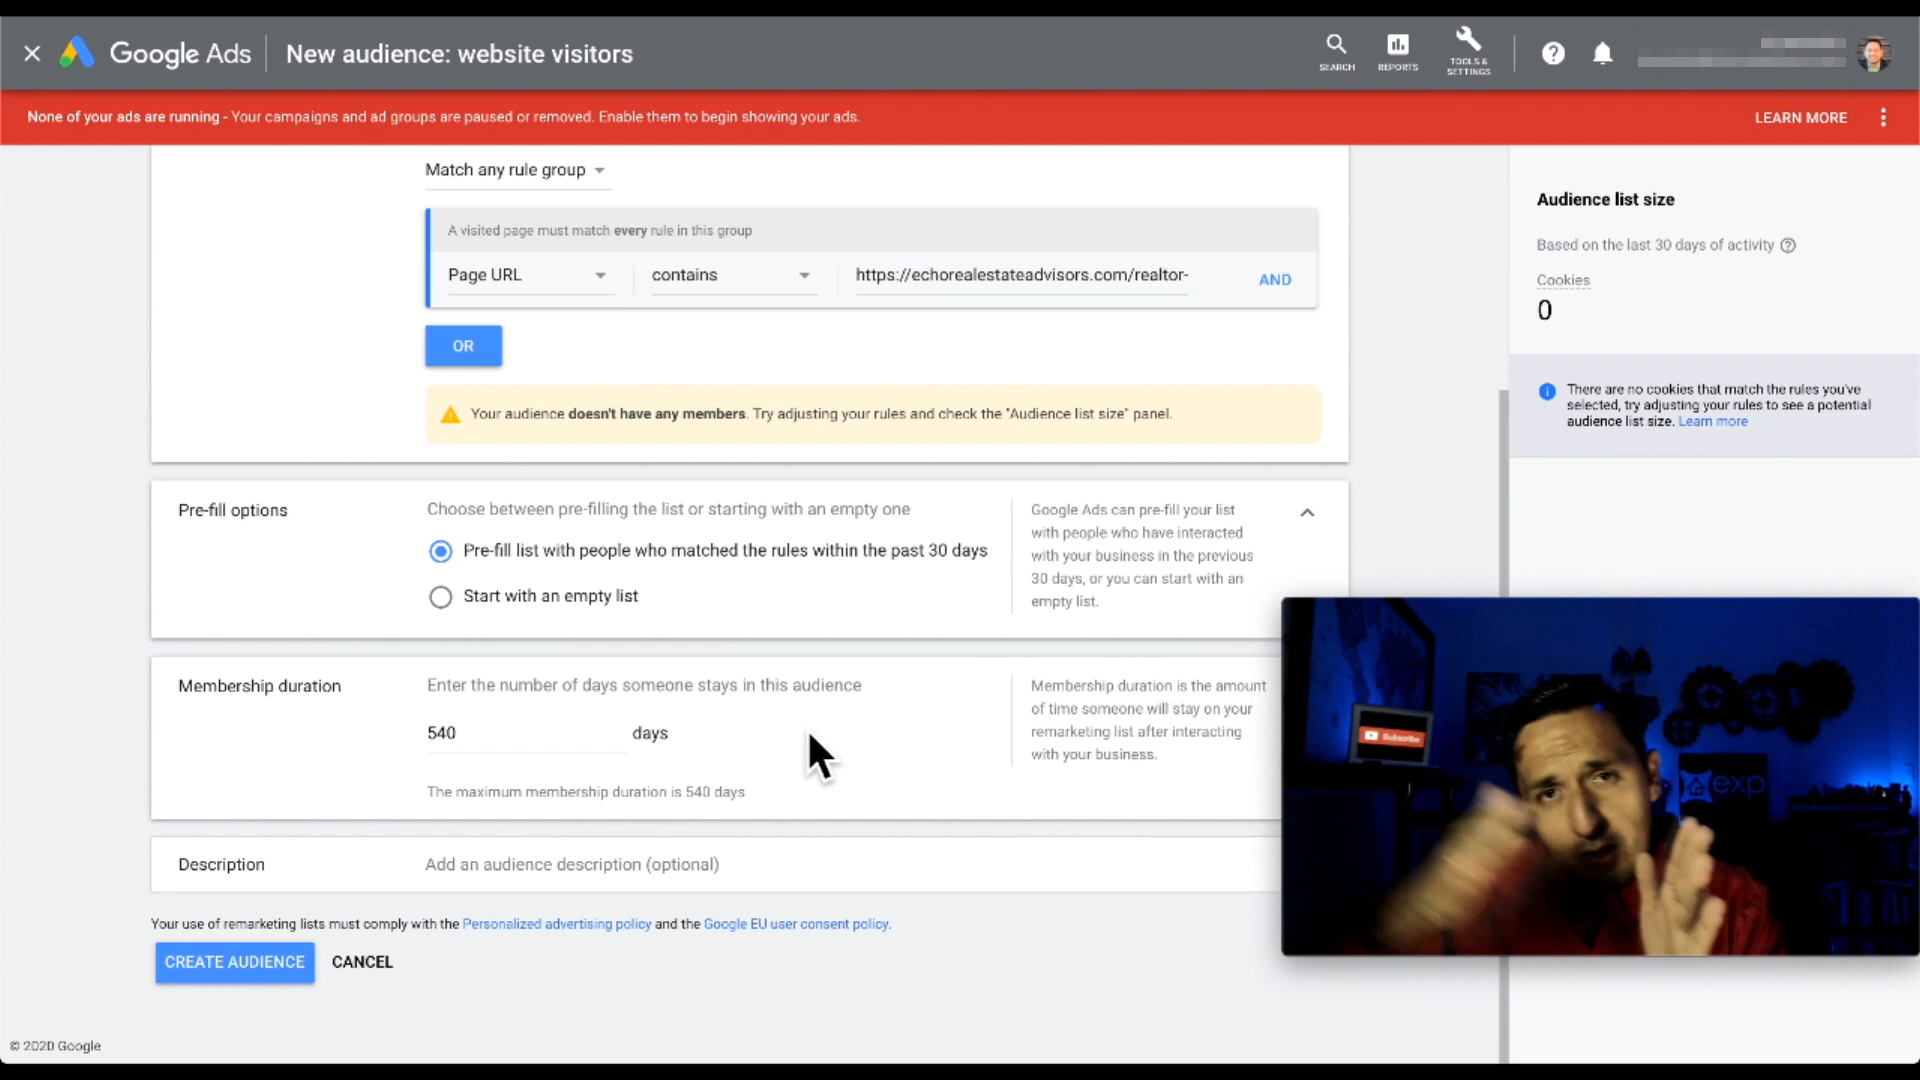 Google Ads
New audience: website visitors
SEARCH
REPORTS
TOOLS &
SETTINGS
None of your ads are running - Your campaigns and ad groups are paused or removed. Enable them to begin showing your ads.
LEARN MORE
Match any rule group
A visited page must match every rule in this group
Page URL
contains
https://echorealestateadvisors.com/realtor-
AND
OR
Your audience doesn't have any members. Try adjusting your rules and check the "Audience list size" panel.
Audience list size
Based on the last 30 days of activity
Cookies
0
There are no cookies that match the rules you've
selected, try adjusting your rules to see a potential
audience list size. Learn more
Pre-fill options
Choose between pre-filling the list or starting with an empty one
Pre-fill list with people who matched the rules within the past 30 days
Start with an empty list
Google Ads can pre-fill your list
with people who have interacted
with your business in the previous
30 days, or you can start with an
empty list.
Membership duration
Enter the number of days someone stays in this audience
540
days
The maximum membership duration is 540 days
Membership duration is the amount
of time someone will stay on your
remarketing list after interacting
with your business.
Subscribe
exp
Description
Add an audience description (optional)
Your use of remarketing lists must comply with the Personalized advertising policy and the Google EU user consent policy.
CREATE AUDIENCE
CANCEL
© 2020 Google